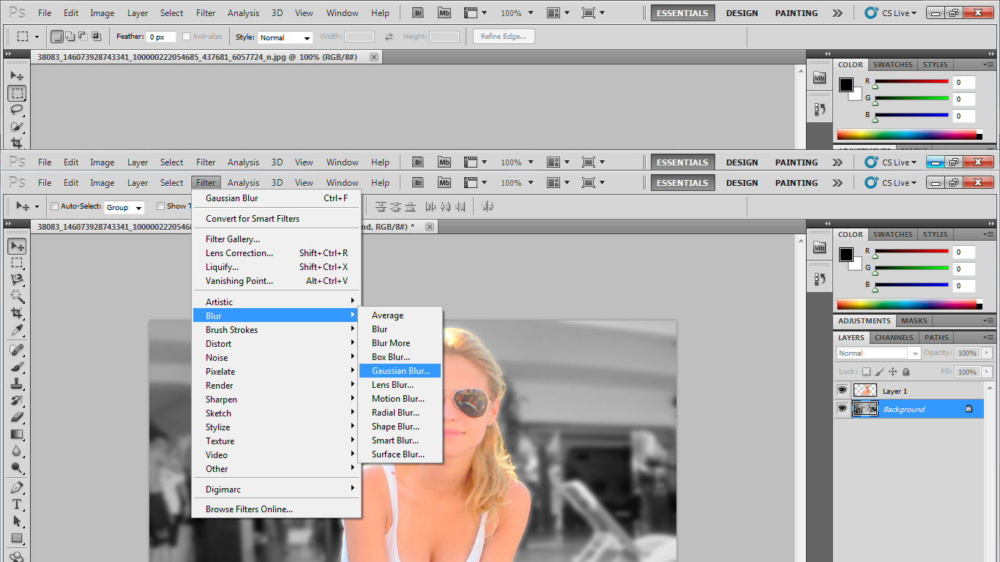 Ps File Edit Image Layer Select Filter Analysis 3D View Window Help Br Mb 100% ESSENTIALS DESIGN PAINTING CS Live
Feather: 0 px Anti-alias Style: Normal Width: Height: Refine Edge...
38083_146073928743341_100000222054685_437681_6057724_n.jpg @ 100% (RGB/8#)
COLOR SWATCHES STYLES
Mb
R 0
G 0
B 0
Ps File Edit Image Layer Select Filter Analysis 3D View Window Help Br Mb 100% ESSENTIALS DESIGN PAINTING CS Live
Ps File Edit Image Layer Select Filter Analysis 3D View Window Help Br Mb 100% ESSENTIALS DESIGN PAINTING CS Live
Auto-Select: Group Show T
38083_146073928743341_1000002220546 nd, RGB/8#) *
COLOR SWATCHES STYLES
Mb
R 0
G 0
B 0
ADJUSTMENTS MASKS
LAYERS CHANNELS PATHS
Normal Opacity: 100%
Lock: Fill: 100%
Layer 1
Background
Gaussian Blur Ctrl+F
Convert for Smart Filters
Filter Gallery...
Lens Correction... Shift+Ctrl+R
Liquify... Shift+Ctrl+X
Vanishing Point... Alt+Ctrl+V
Artistic
Blur
Brush Strokes
Distort
Noise
Pixelate
Render
Sharpen
Sketch
Stylize
Texture
Video
Other
Digimarc
Browse Filters Online...
Average
Blur
Blur More
Box Blur...
Gaussian Blur...
Lens Blur...
Motion Blur...
Radial Blur...
Shape Blur...
Smart Blur...
Surface Blur...
T